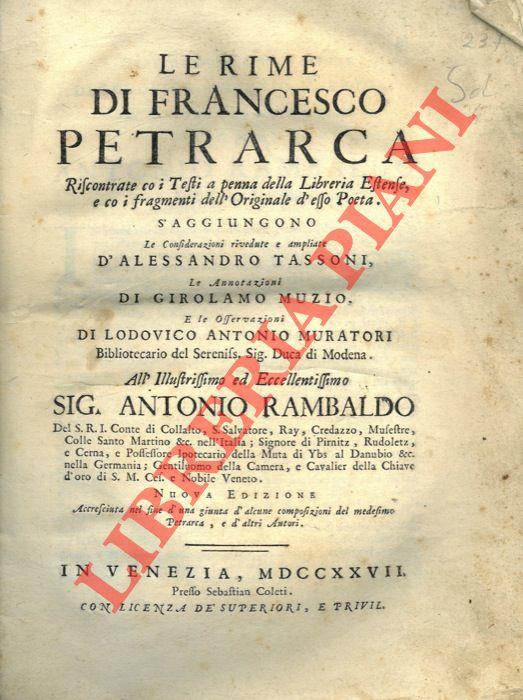 LE RIME
DI FRANCESCO
PETRARCA
Riscontrate co i Testi a penna della Libreria Estense,
e co i fragmenti dell' Originale d'esso Poeta.
S'AGGIUNGONO
Le Considerazioni rivedute e ampliate
D'ALESSANDRO TASSONI,
Le Annotazioni
DI GIROLAMO MUZIO,
E le Osservazioni
DI LODOVICO ANTONIO MURATORI
Bibliotecario del Sereniss. Sig. Duca di Modena.
All' Illustrissimo ed Eccellentissimo
SIG. ANTONIO RAMBALDO
Del S. R. I. Conte di Collalto, S. Salvatore, Ray, Credazzo, Musestre,
Colle Santo Martino &c. nell'Italia; Signore di Pirnitz, Rudoletz,
e Cerna, e Possessore Ipotecario della Muta di Ybs al Danubio &c.
nella Germania; Gentiluomo della Camera, e Cavalier della Chiave
d'oro di S. M. Ces. e Nobile Veneto.
NUOVA EDIZIONE
Accresciuta nel fine d'una giunta d'alcune composizioni del medesimo
Petrarca, e d'altri Autori.
IN VENEZIA, MDCCXXVII.
Presso Sebastian Coleti.
CON LICENZA DE' SUPERIORI, E PRIVIL.
LIBRERIA PIANI
237